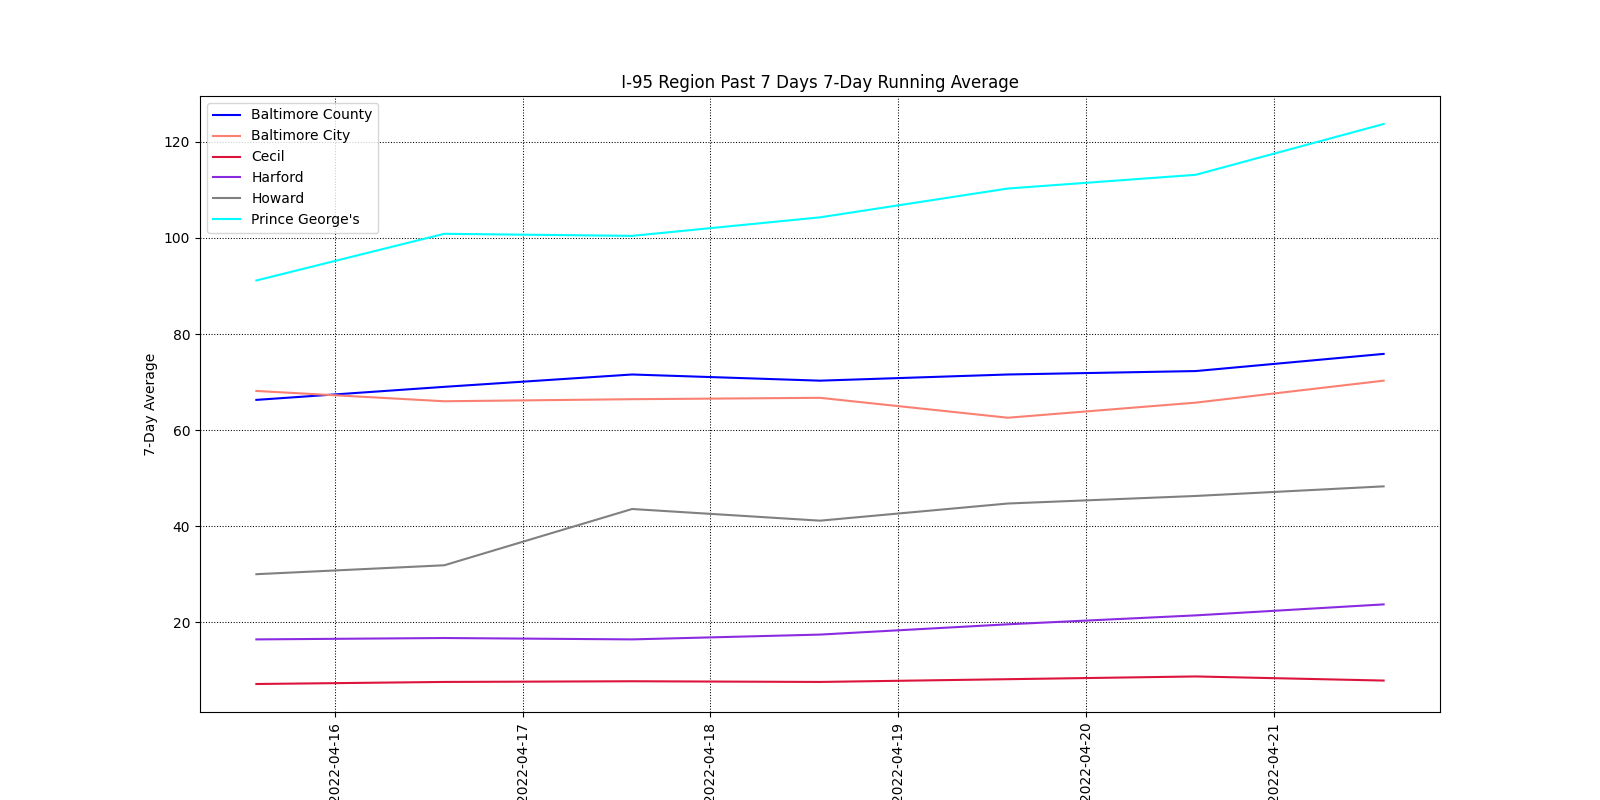 I-95 Region Past 7 Days 7-Day Running Average
Baltimore County
Baltimore City
Cecil
Harford
Howard
Prince George's
7-Day Average
120
100
80
60
40
20
2022-04-16
2022-04-17
2022-04-18
2022-04-19
2022-04-20
2022-04-21